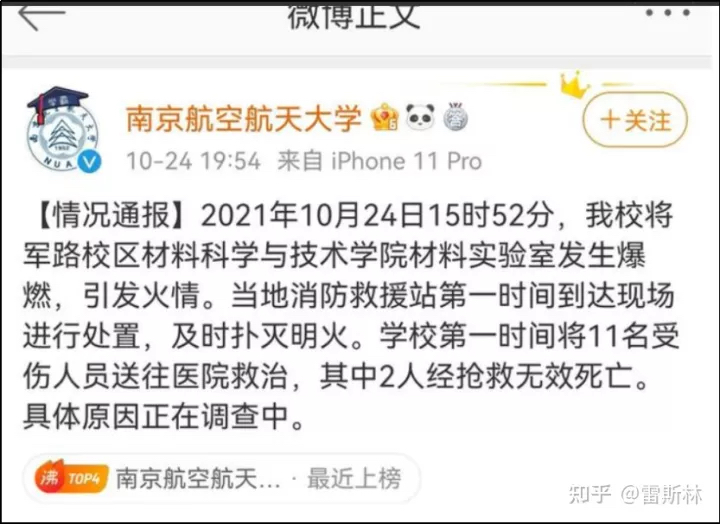 微博正文
南京航空航天大学
10-24 19:54 来自 iPhone 11 Pro
+关注
【情况通报】2021年10月24日15时52分，我校将
军路校区材料科学与技术学院材料实验室发生爆
燃，引发火情。当地消防救援站第一时间到达现场
进行处置，及时扑灭明火。学校第一时间将11名受
伤人员送往医院救治，其中2人经抢救无效死亡。
具体原因正在调查中。
沸 TOP4 南京航空航天... · 最近上榜
知乎 @雷斯林